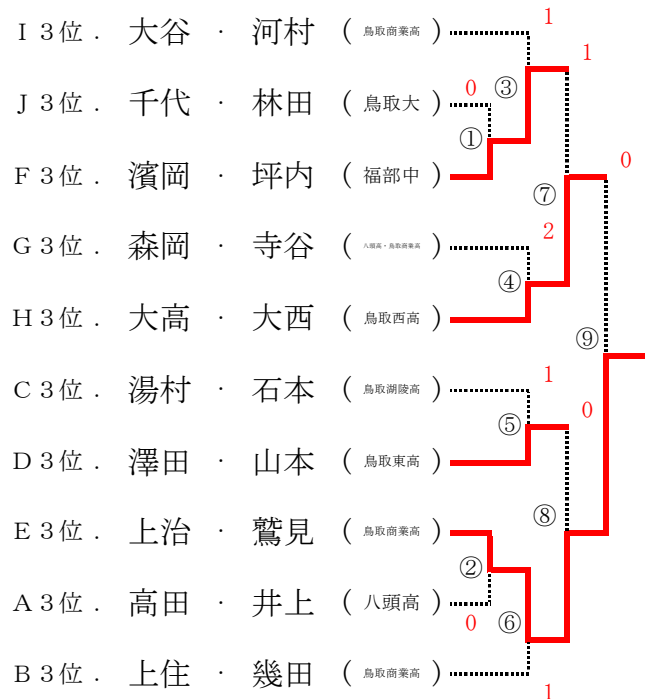 Ｉ３位． 大谷 ・ 河村 （ 鳥取商業高 ）
1
1
Ｊ３位． 千代 ・ 林田 （ 鳥取大 ）
0
③
①
Ｆ３位． 濱岡 ・ 坪内 （ 福部中 ）
0
⑦
Ｇ３位． 森岡 ・ 寺谷 （ 八頭高・鳥取商業高 ）
2
④
Ｈ３位． 大高 ・ 大西 （ 鳥取西高 ）
⑨
Ｃ３位． 湯村 ・ 石本 （ 鳥取湖陵高 ）
1
0
⑤
Ｄ３位． 澤田 ・ 山本 （ 鳥取東高 ）
⑧
Ｅ３位． 上治 ・ 鷲見 （ 鳥取商業高 ）
②
Ａ３位． 高田 ・ 井上 （ 八頭高 ）
0
⑥
Ｂ３位． 上住 ・ 幾田 （ 鳥取商業高 ）
1